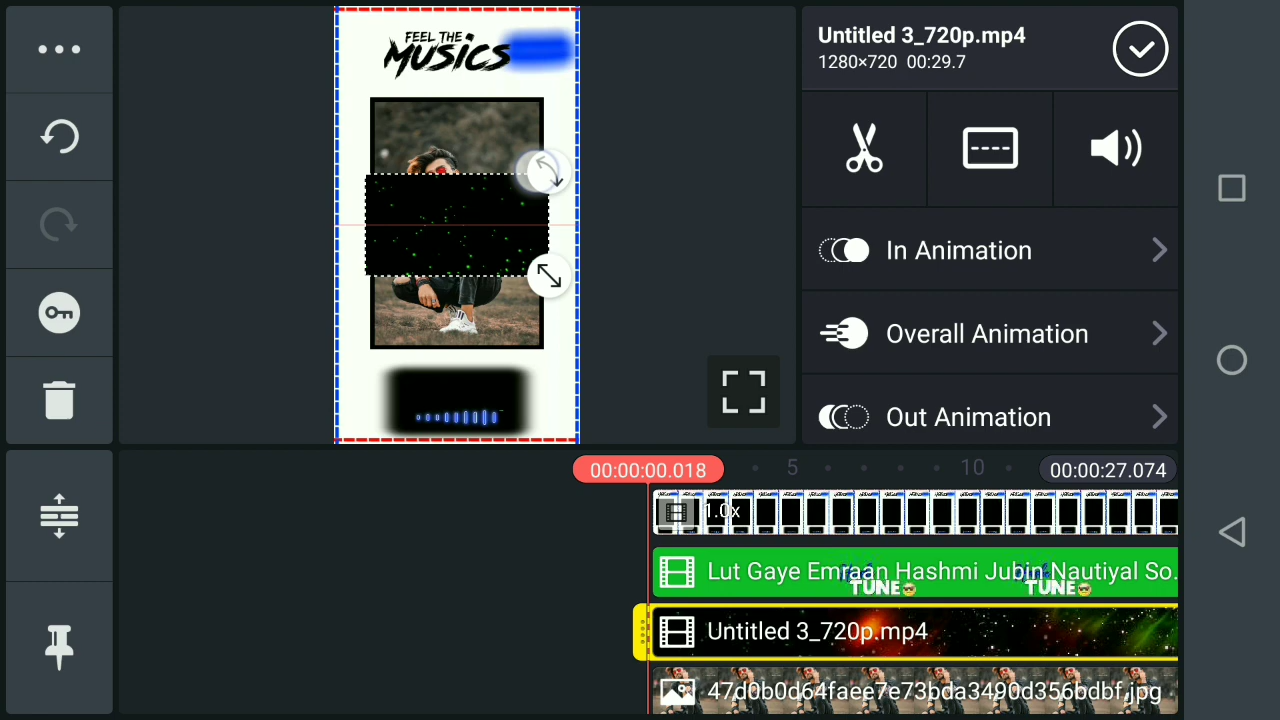 Untitled 3_720p.mp4
1280×720 00:29.7
FEEL THE
MUSICS
In Animation
Overall Animation
Out Animation
00:00:00.018
5
10
00:00:27.074
1.0x
Lut Gaye Emraan Hashmi Jubin Nautiyal So.
TUNE TUNE
Untitled 3_720p.mp4
47d0b0d64faee7e73bda3490d356bdbf.jpg